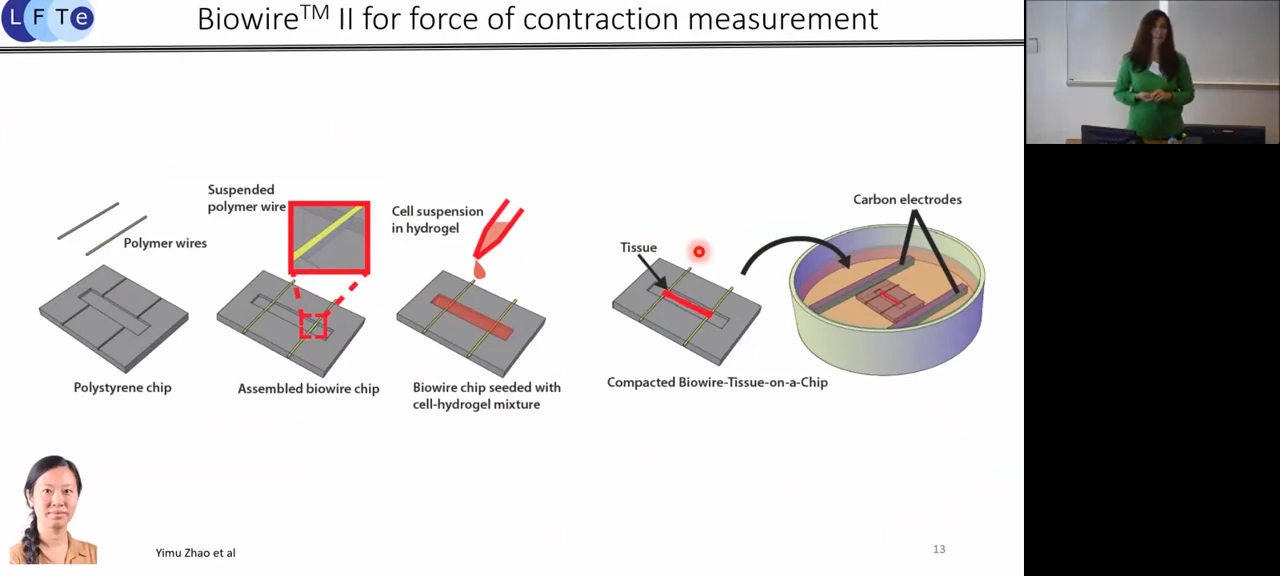 L F T e
Biowire™ II for force of contraction measurement
Suspended
polymer wire
Polymer wires
Cell suspension
in hydrogel
Tissue
Carbon electrodes
Polystyrene chip
Assembled biowire chip
Biowire chip seeded with
cell-hydrogel mixture
Compacted Biowire-Tissue-on-a-Chip
Yimu Zhao et al
13